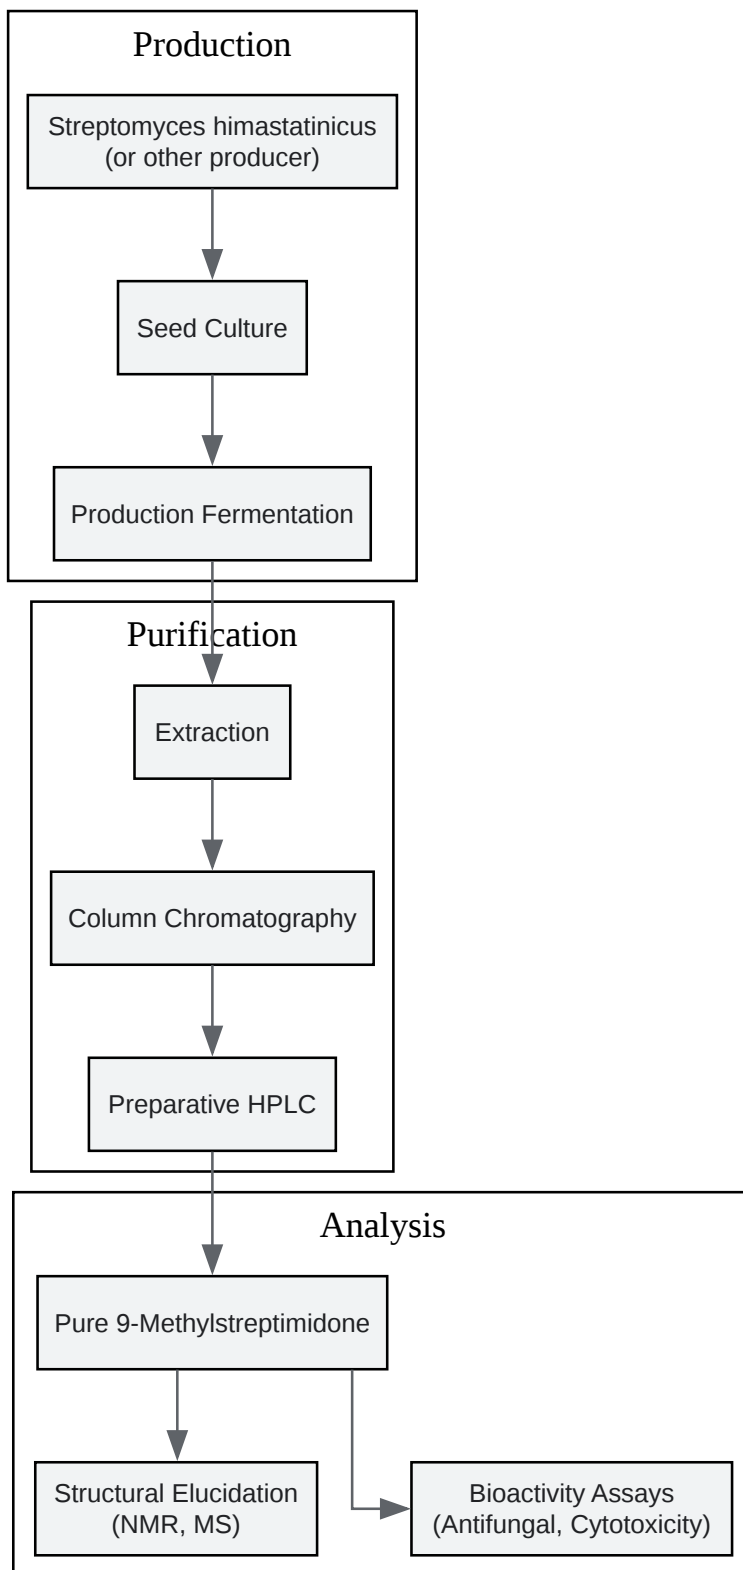 Production
Streptomyces himastatinicus
(or other producer)
Seed Culture
Production Fermentation
Purification
Extraction
Column Chromatography
Preparative HPLC
Analysis
Pure 9-Methylstreptimidone
Structural Elucidation
(NMR, MS)
Bioactivity Assays
(Antifungal, Cytotoxicity)